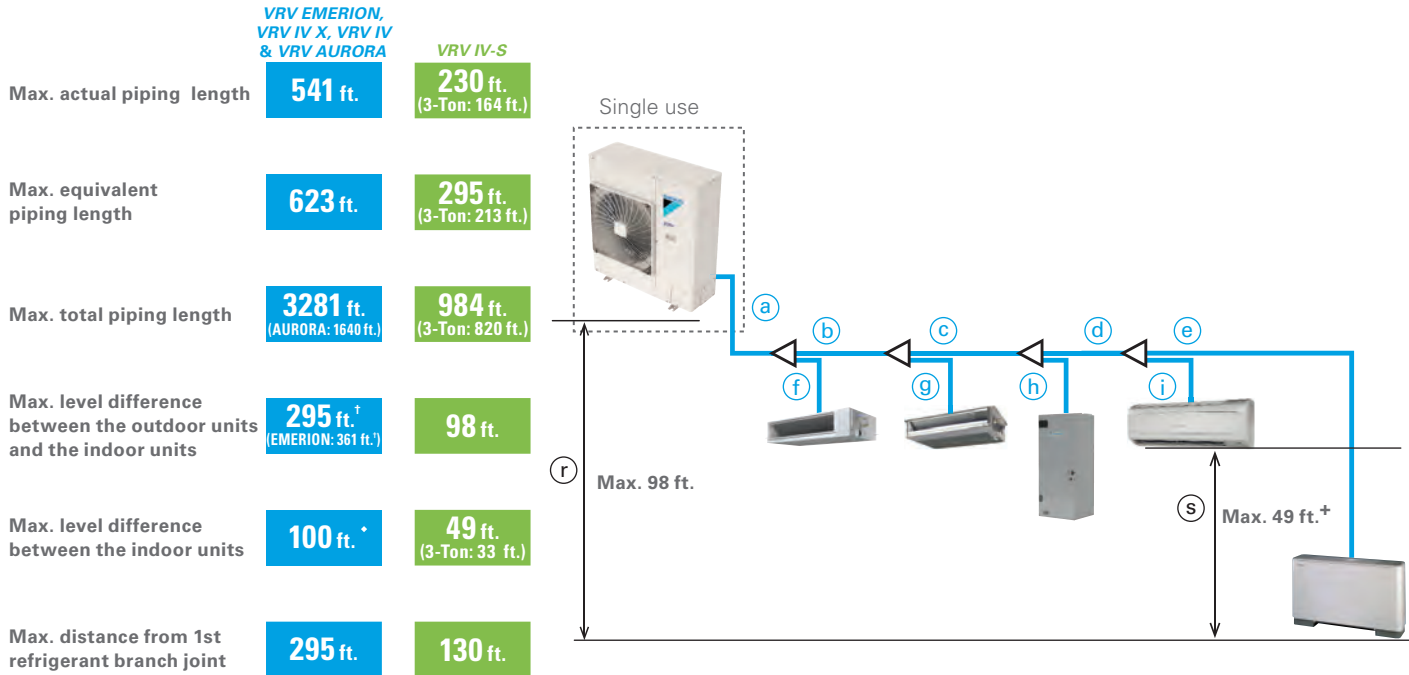 VRV EMERION,
VRV IV X, VRV IV
& VRV AURORA
VRV IV-S
Max. actual piping length
541 ft.
230 ft.
(3-Ton: 164 ft.)
Max. equivalent
piping length
623 ft.
295 ft.
(3-Ton: 213 ft.)
Max. total piping length
3281 ft.
(AURORA: 1640 ft.)
984 ft.
(3-Ton: 820 ft.)
Max. level difference
between the outdoor units
and the indoor units
295 ft.†
(EMERION: 361 ft.†)
98 ft.
Max. level difference
between the indoor units
100 ft.◆
49 ft.
(3-Ton: 33 ft.)
Max. distance from 1st
refrigerant branch joint
295 ft.
130 ft.
Single use
a
b
c
d
e
f
g
h
i
r
Max. 98 ft.
s
Max. 49 ft.+